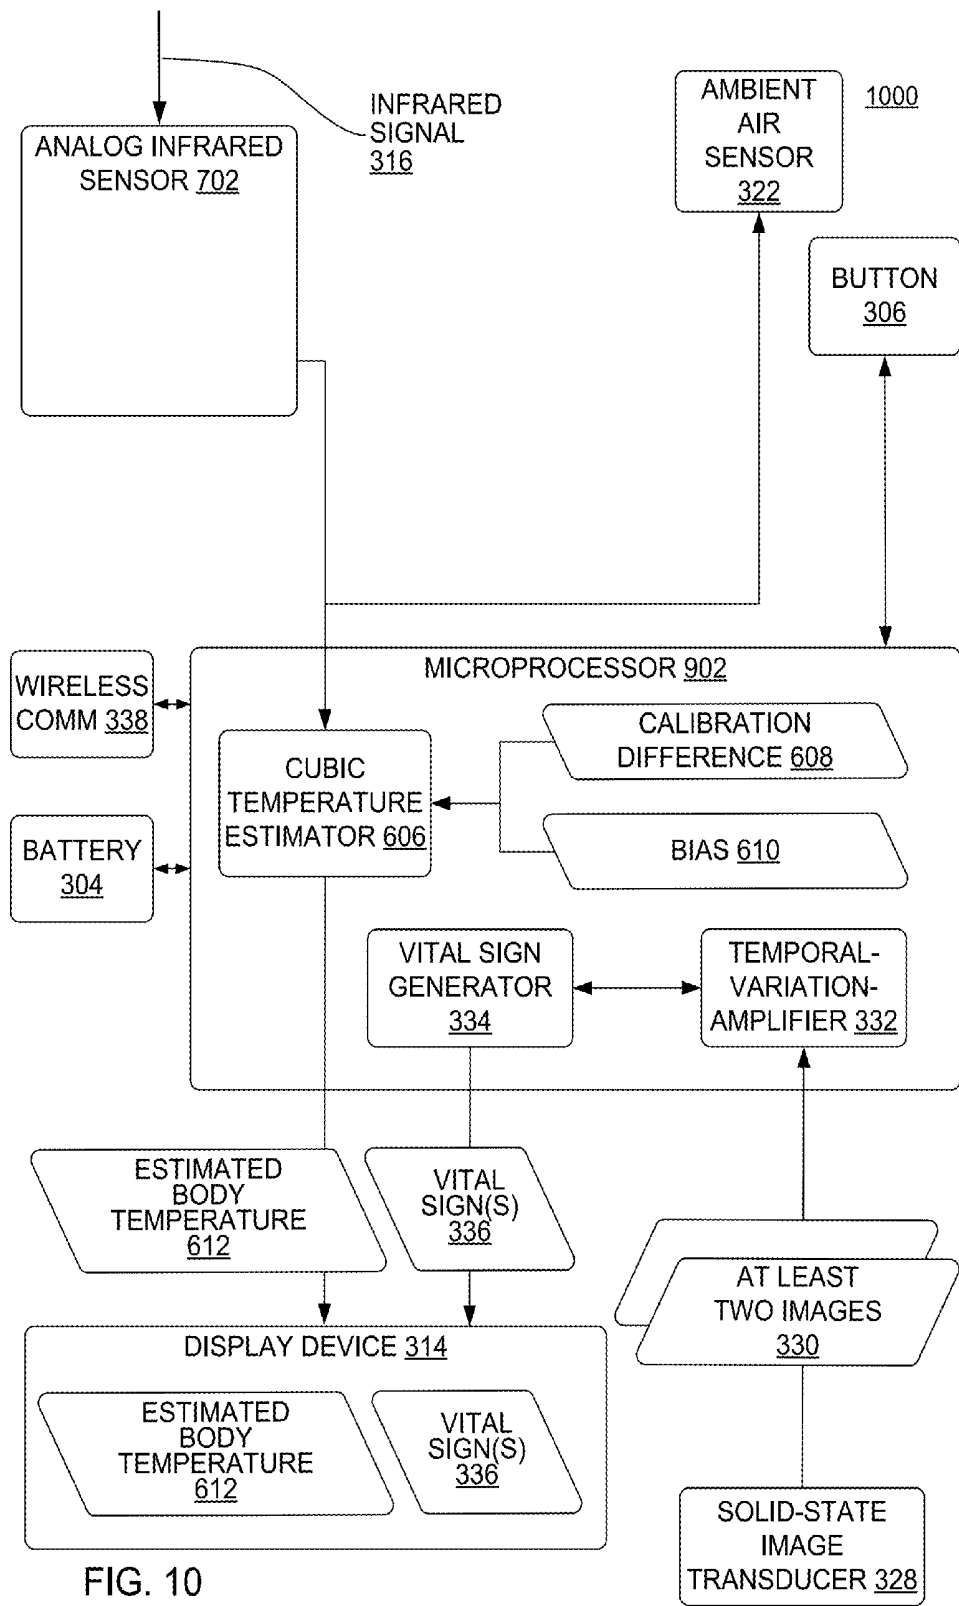 INFRARED
SIGNAL
316
AMBIENT
AIR
SENSOR
322
1000
ANALOG INFRARED
SENSOR 702
BUTTON
306
MICROPROCESSOR 902
WIRELESS
COMM 338
CALIBRATION
DIFFERENCE 608
CUBIC
TEMPERATURE
ESTIMATOR 606
BATTERY
304
BIAS 610
VITAL SIGN
GENERATOR
334
TEMPORAL-
VARIATION-
AMPLIFIER 332
ESTIMATED
BODY
TEMPERATURE
612
VITAL
SIGN(S)
336
AT LEAST
TWO IMAGES
330
DISPLAY DEVICE 314
ESTIMATED
BODY
TEMPERATURE
612
VITAL
SIGN(S)
336
SOLID-STATE
IMAGE
TRANSDUCER 328
FIG. 10